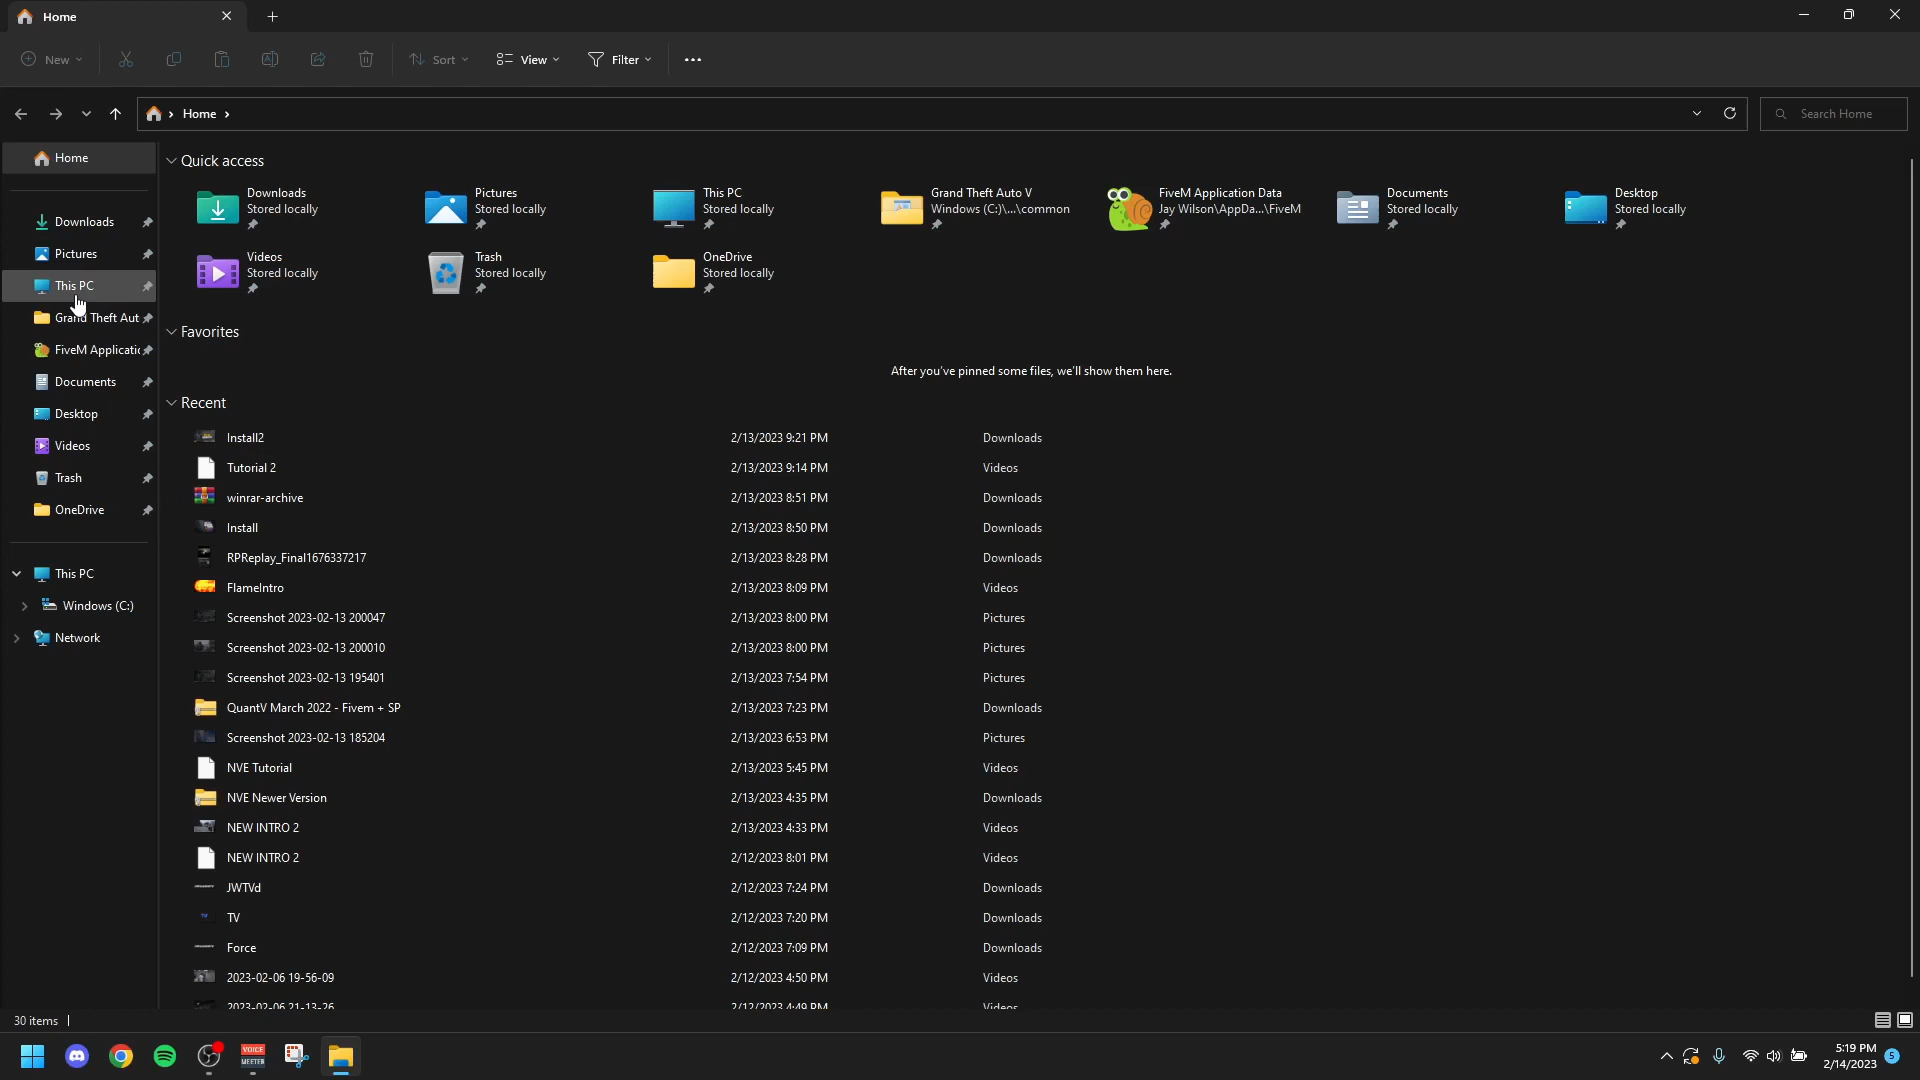 Home
New
Sort
View
Filter
Home
Search Home
Home
Downloads
Pictures
This PC
Grand Theft Aut
FiveM Applicatic
Documents
Desktop
Videos
Trash
OneDrive
This PC
Windows (C:)
Network
Quick access
Downloads
Stored locally
Pictures
Stored locally
This PC
Stored locally
Grand Theft Auto V
Windows (C:)\...\common
FiveM Application Data
Jay Wilson\AppDa...\FiveM
Documents
Stored locally
Desktop
Stored locally
Videos
Stored locally
Trash
Stored locally
OneDrive
Stored locally
Favorites
After you've pinned some files, we'll show them here.
Recent
Install2 2/13/2023 9:21 PM Downloads
Tutorial 2 2/13/2023 9:14 PM Videos
winrar-archive 2/13/2023 8:51 PM Downloads
Install 2/13/2023 8:50 PM Downloads
RPReplay_Final1676337217 2/13/2023 8:28 PM Downloads
FlameIntro 2/13/2023 8:09 PM Videos
Screenshot 2023-02-13 200047 2/13/2023 8:00 PM Pictures
Screenshot 2023-02-13 200010 2/13/2023 8:00 PM Pictures
Screenshot 2023-02-13 195401 2/13/2023 7:54 PM Pictures
QuantV March 2022 - Fivem + SP 2/13/2023 7:23 PM Downloads
Screenshot 2023-02-13 185204 2/13/2023 6:53 PM Pictures
NVE Tutorial 2/13/2023 5:45 PM Videos
NVE Newer Version 2/13/2023 4:35 PM Downloads
NEW INTRO 2 2/13/2023 4:33 PM Videos
NEW INTRO 2 2/12/2023 8:01 PM Videos
JWTVd 2/12/2023 7:24 PM Downloads
TV 2/12/2023 7:20 PM Downloads
Force 2/12/2023 7:09 PM Downloads
2023-02-06 19-56-09 2/12/2023 4:50 PM Videos
2023-02-06 21-13-26 2/12/2023 4:49 PM Videos
30 items
VOICE
MEETER
5:19 PM
2/14/2023
5